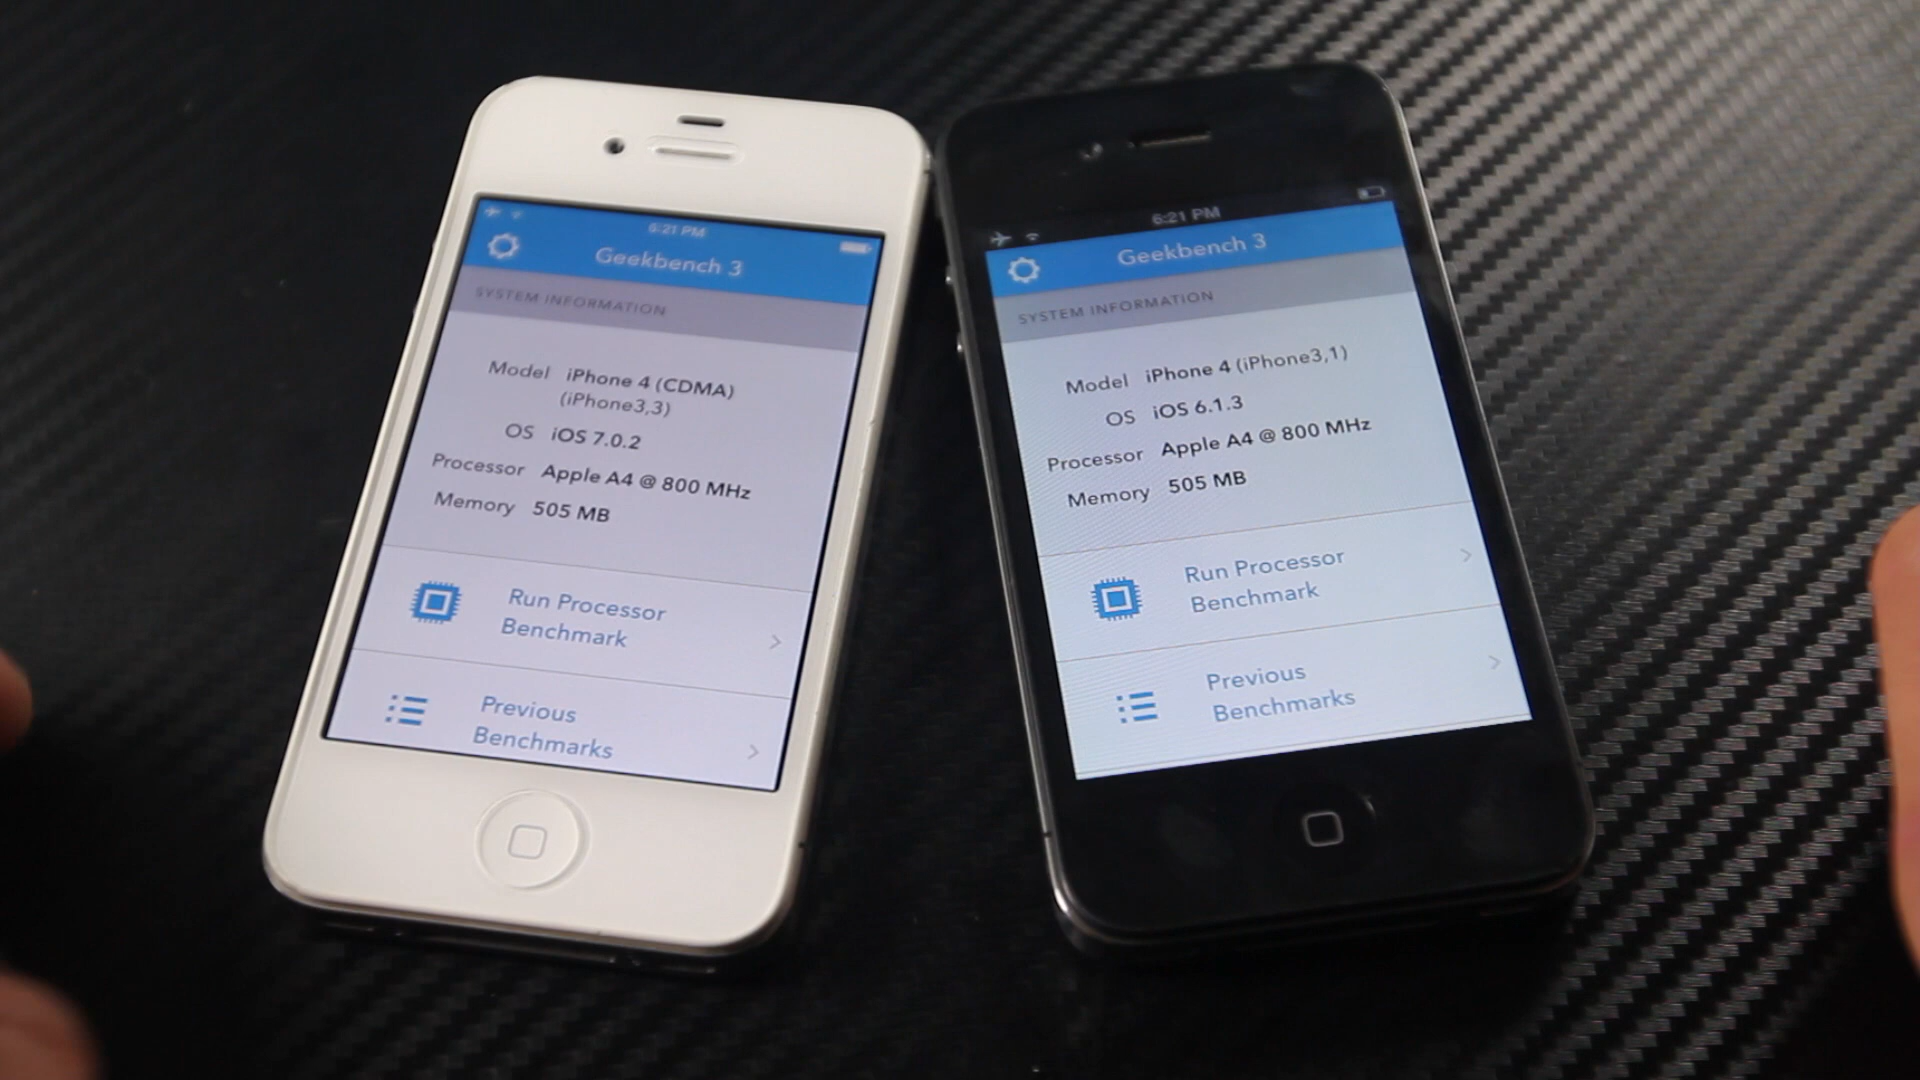 6:21 PM
Geekbench 3
SYSTEM INFORMATION
Model iPhone 4 (CDMA)
(iPhone3,3)
OS iOS 7.0.2
Processor Apple A4 @ 800 MHz
Memory 505 MB
Run Processor
Benchmark
Previous
Benchmarks
6:21 PM
Geekbench 3
SYSTEM INFORMATION
Model iPhone 4 (iPhone3,1)
OS iOS 6.1.3
Processor Apple A4 @ 800 MHz
Memory 505 MB
Run Processor
Benchmark
Previous
Benchmarks